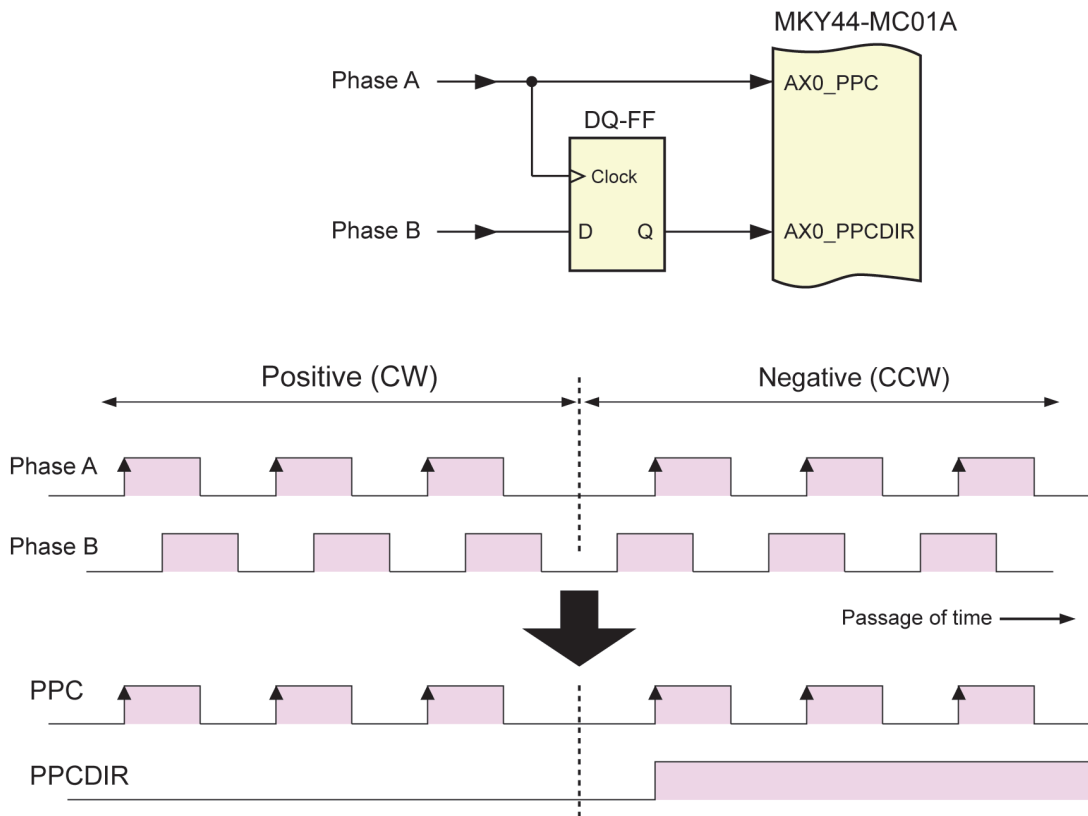 MKY44-MC01A
Phase A
AX0_PPC
DQ-FF
Clock
Phase B
D
Q
AX0_PPCDIR
Positive (CW)
Negative (CCW)
Phase A
Phase B
Passage of time
PPC
PPCDIR